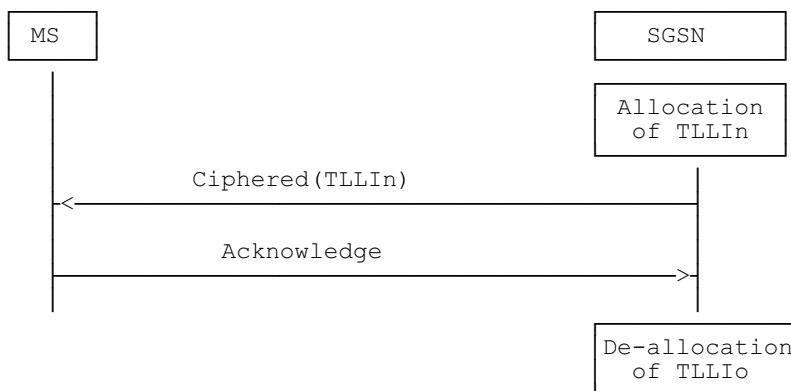 MS
SGSN
Allocation
of TLLIn
Ciphered(TLLIn)
Acknowledge
De-allocation
of TLLIo